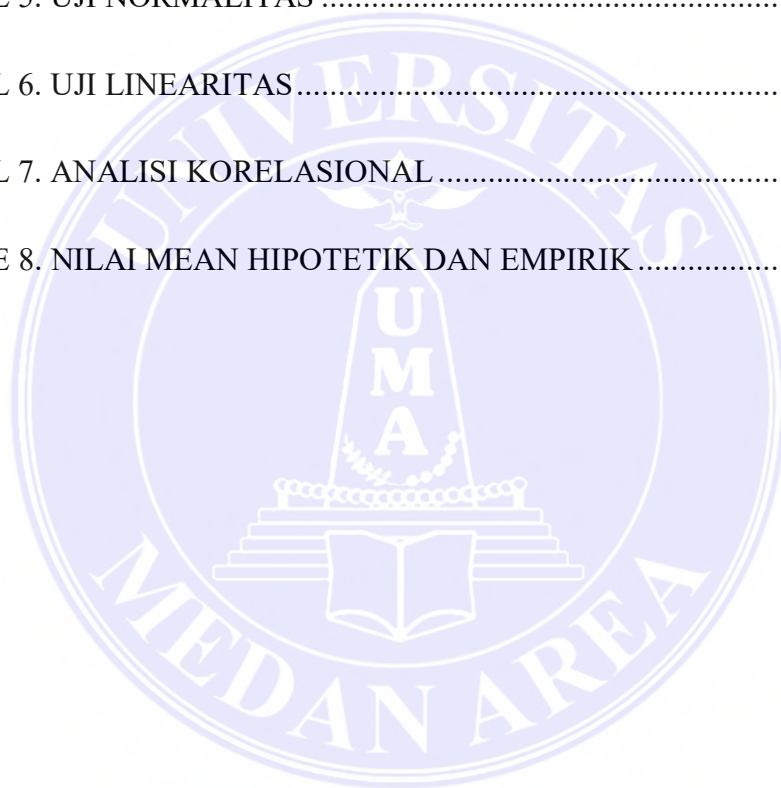 E 5. UJI NORMALITAS ................................................
L 6. UJI LINEARITAS ................................................
L 7. ANALISI KORELASIONAL ................................................
E 8. NILAI MEAN HIPOTETIK DAN EMPIRIK ................
UNIVERSITAS
UMA
MEDAN AREA